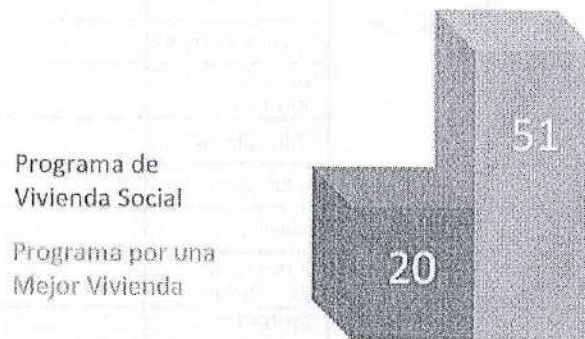 Programa de
Vivienda Social
Programa por una
Mejor Vivienda
51
20